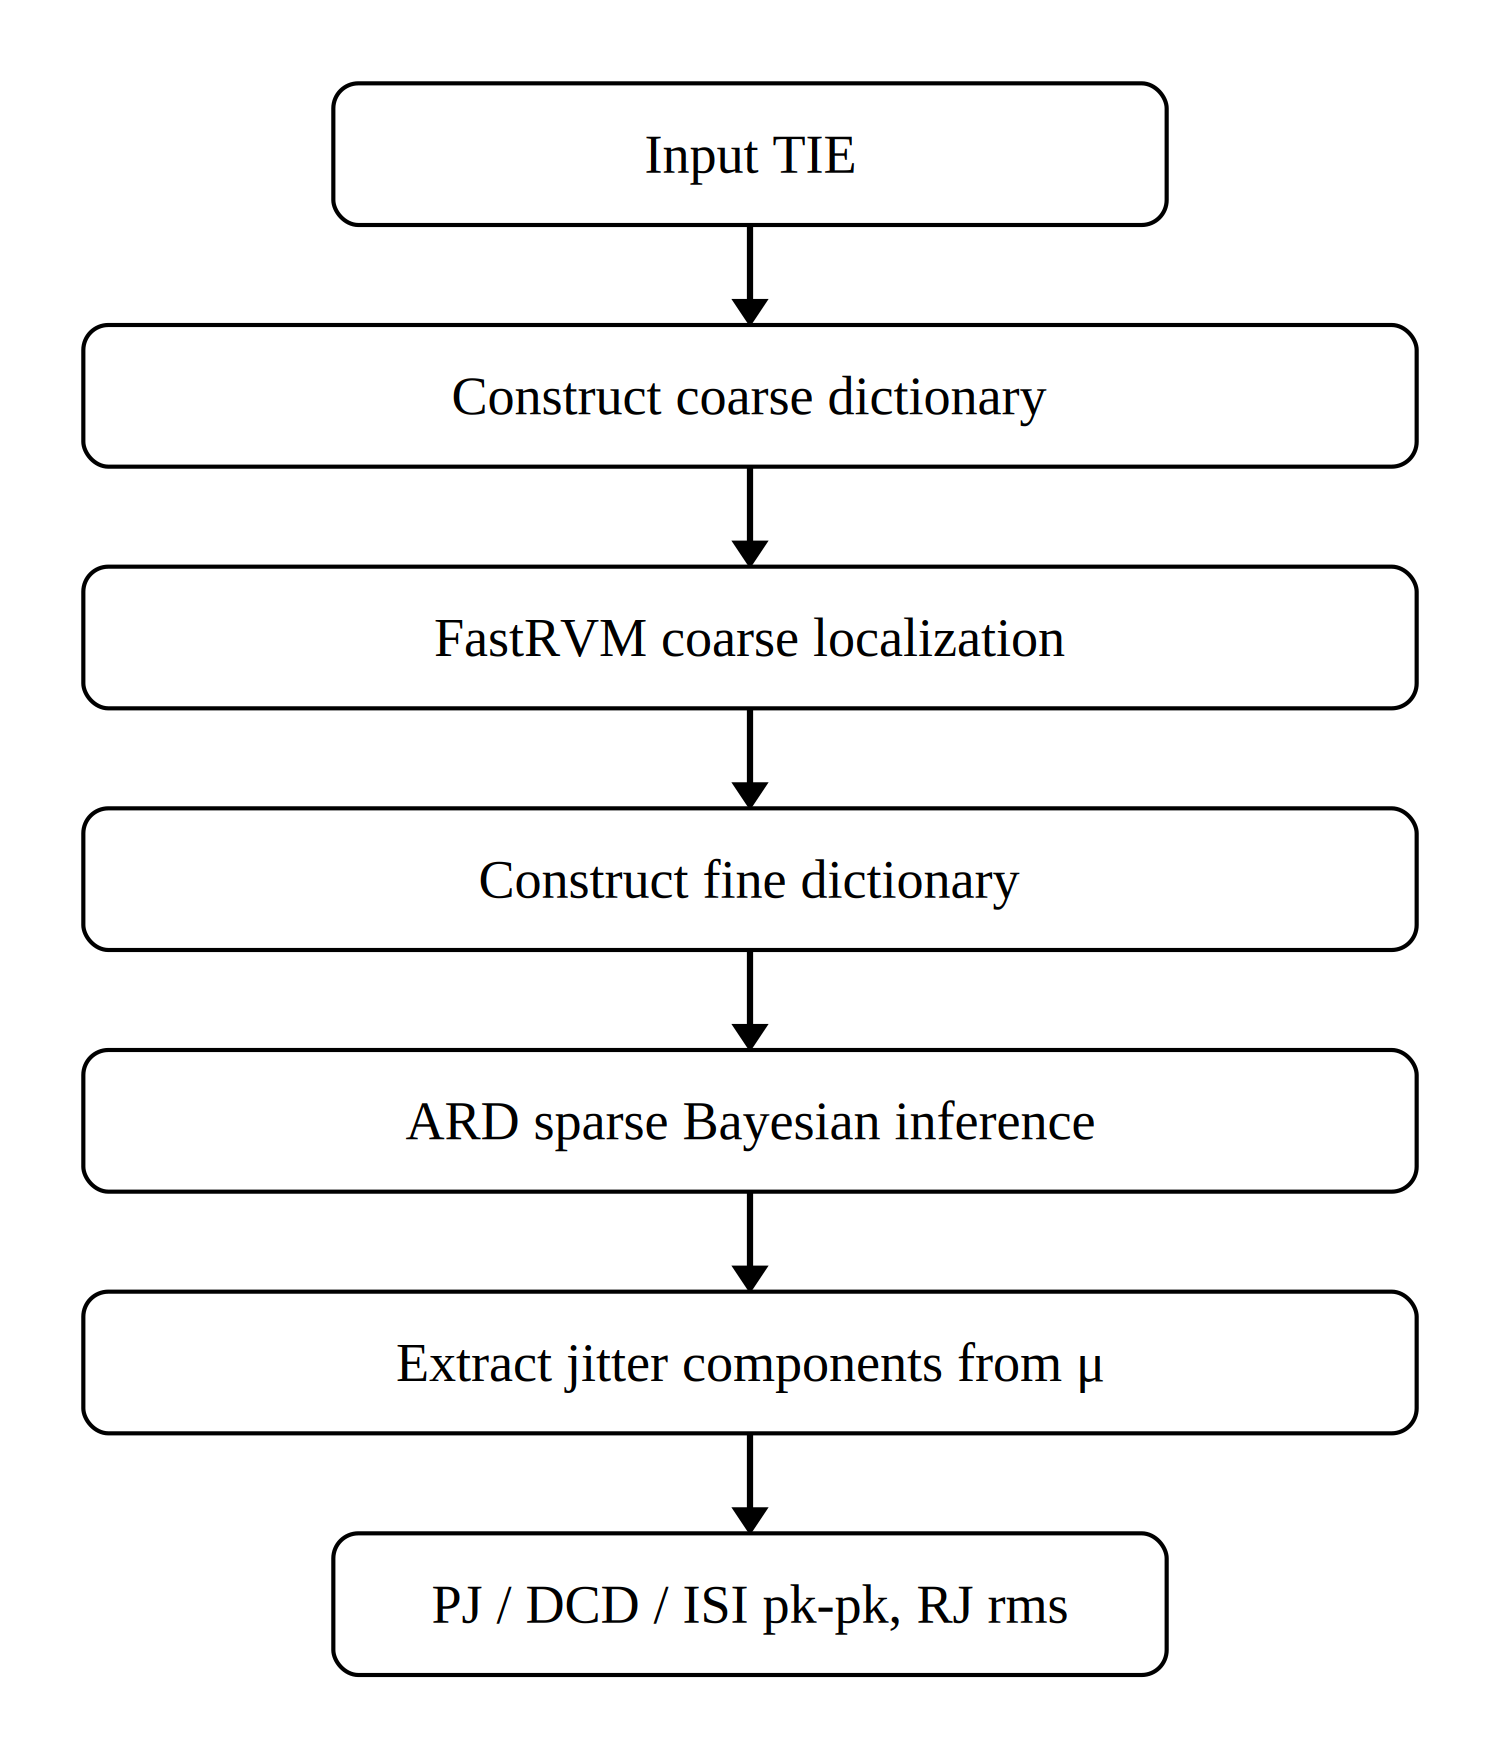 Input TIE
Construct coarse dictionary
FastRVM coarse localization
Construct fine dictionary
ARD sparse Bayesian inference
Extract jitter components from μ
PJ / DCD / ISI pk-pk, RJ rms